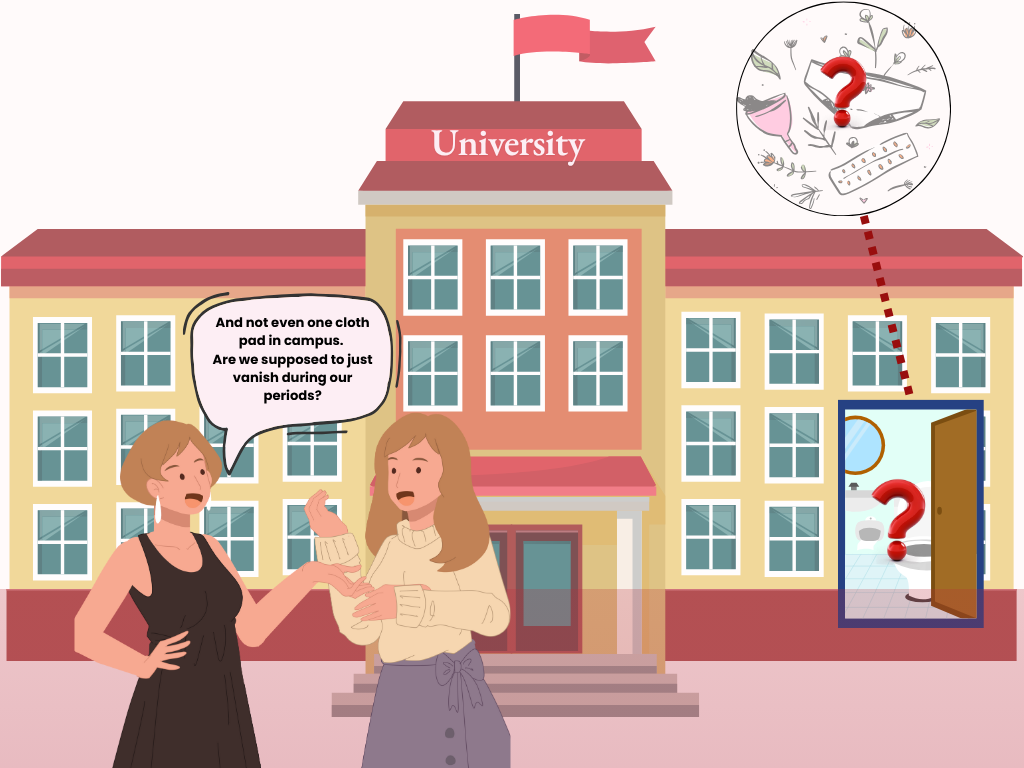 University
And not even one cloth
pad in campus.
Are we supposed to just
vanish during our
periods?
?
?